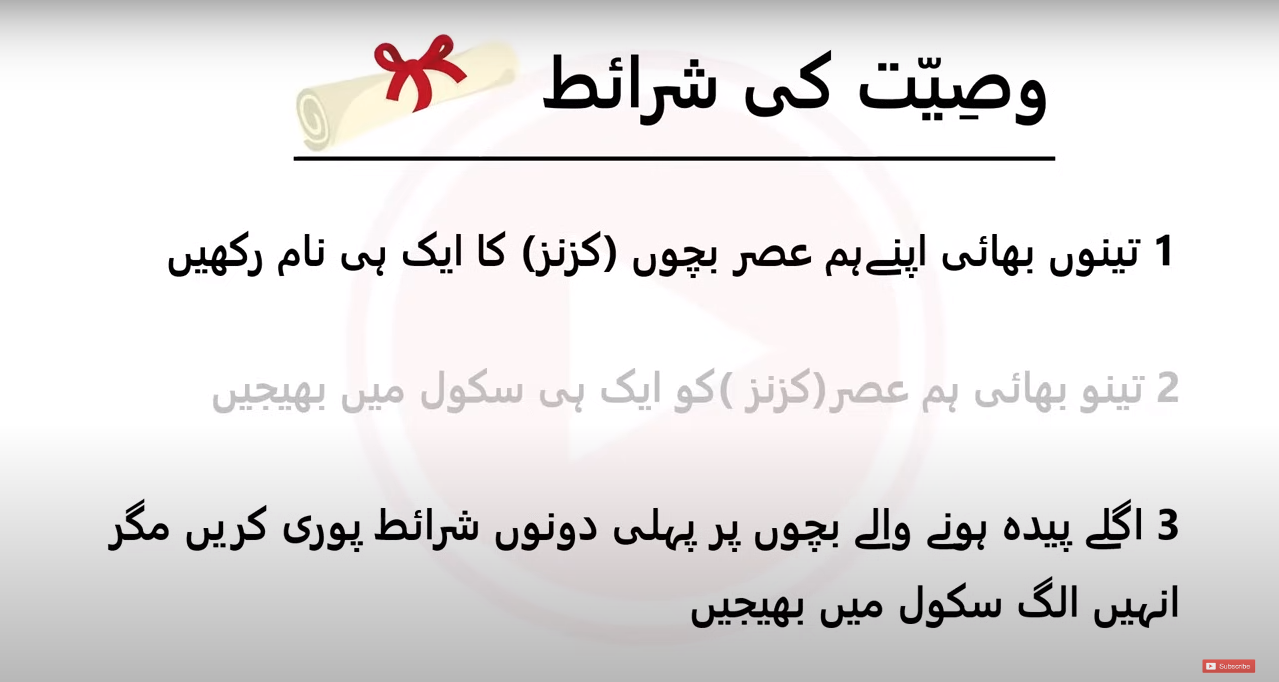 وصِیّت کی شرائط
1 تینوں بھائی اپنے ہم عصر بچوں (کزنز) کا ایک ہی نام رکھیں
2 تینو بھائی ہم عصر (کزنز )کو ایک ہی سکول میں بھیجیں
3 اگلے پیدہ ہونے والے بچوں پر پہلی دونوں شرائط پوری کریں مگر
انہیں الگ سکول میں بھیجیں
Subscribe